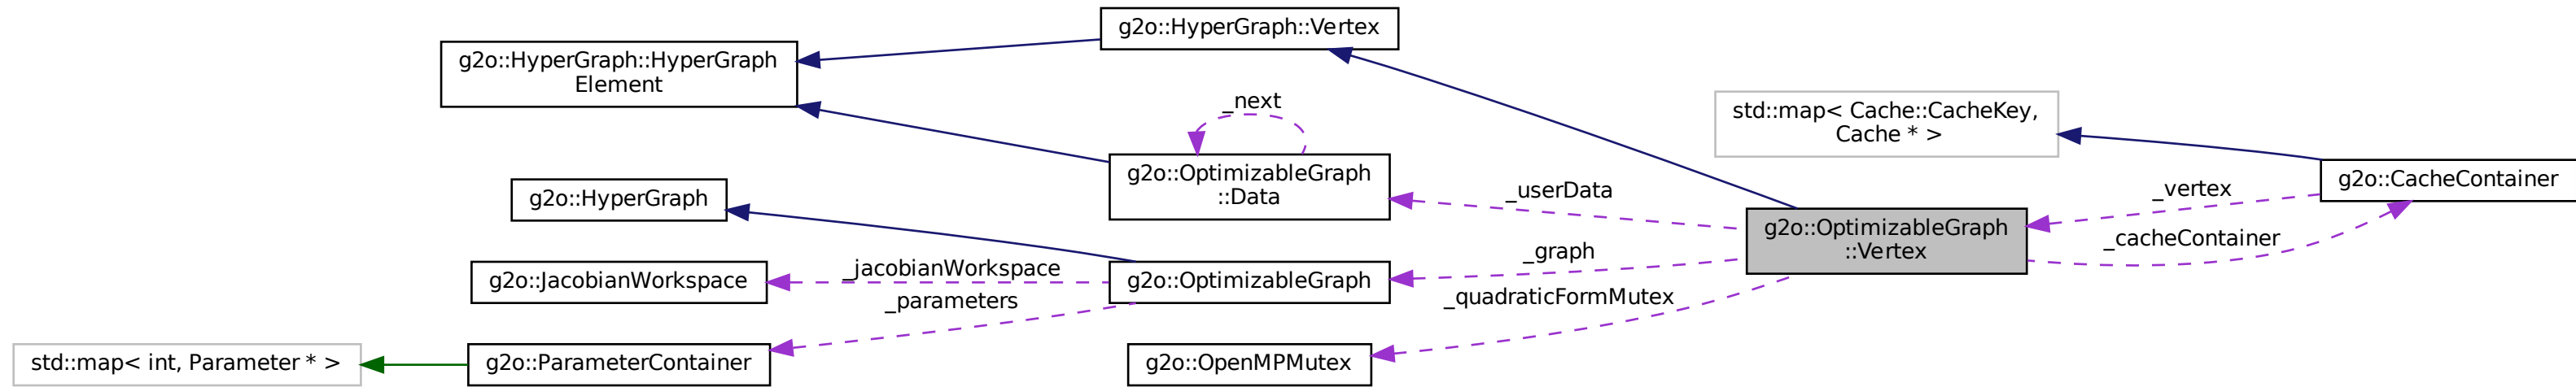 g2o::HyperGraph::Vertex
g2o::HyperGraph::HyperGraph
Element
_next
std::map< Cache::CacheKey,
Cache * >
g2o::OptimizableGraph
::Data
_userData
g2o::HyperGraph
_vertex
g2o::CacheContainer
g2o::OptimizableGraph
::Vertex
_cacheContainer
_graph
_jacobianWorkspace
g2o::JacobianWorkspace
g2o::OptimizableGraph
_parameters
_quadraticFormMutex
std::map< int, Parameter * >
g2o::ParameterContainer
g2o::OpenMPMutex